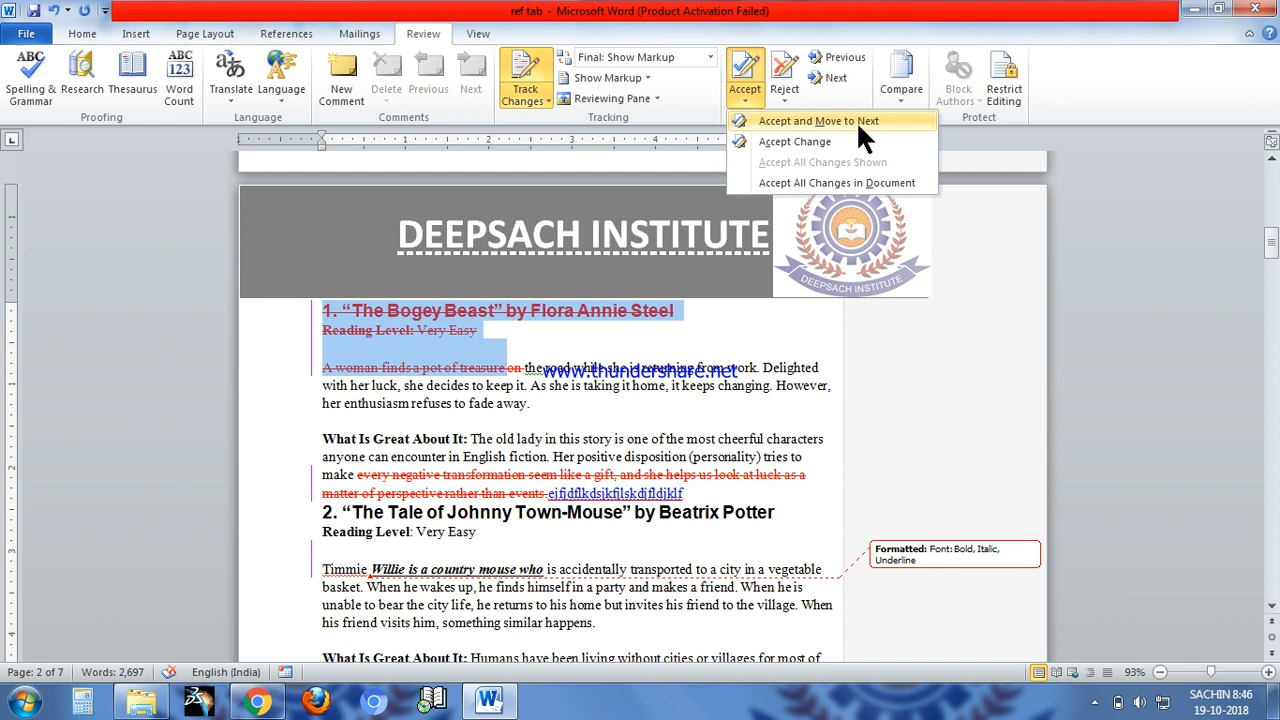 ref tab - Microsoft Word (Product Activation Failed)
File Home Insert Page Layout References Mailings Review View
Spelling & Grammar
Research
Thesaurus
Word Count
Proofing
Translate
Language
Language
New Comment
Delete
Previous
Next
Comments
Track Changes
Final: Show Markup
Show Markup
Reviewing Pane
Tracking
Accept
Reject
Previous
Next
Compare
Block Authors
Restrict Editing
Protect
Accept and Move to Next
Accept Change
Accept All Changes Shown
Accept All Changes in Document
DEEPSACH INSTITUTE
DEEPSACH INSTITUTE
1. “The Bogey Beast” by Flora Annie Steel
Reading Level: Very Easy
A woman finds a pot of treasure on the road while she is returning from work. Delighted
www.thundershare.net
with her luck, she decides to keep it. As she is taking it home, it keeps changing. However,
her enthusiasm refuses to fade away.
What Is Great About It: The old lady in this story is one of the most cheerful characters
anyone can encounter in English fiction. Her positive disposition (personality) tries to
make every negative transformation seem like a gift, and she helps us look at luck as a
matter of perspective rather than events.ejfjdflkdsjkfjlskdjfldjklf
2. “The Tale of Johnny Town-Mouse” by Beatrix Potter
Reading Level: Very Easy
Formatted: Font: Bold, Italic,
Underline
Timmie Willie is a country mouse who is accidentally transported to a city in a vegetable
basket. When he wakes up, he finds himself in a party and makes a friend. When he is
unable to bear the city life, he returns to his home but invites his friend to the village. When
his friend visits him, something similar happens.
What Is Great About It: Humans have been living without cities or villages for most of
Page: 2 of 7 Words: 2,697 English (India) 93%
SACHIN 8:46
19-10-2018